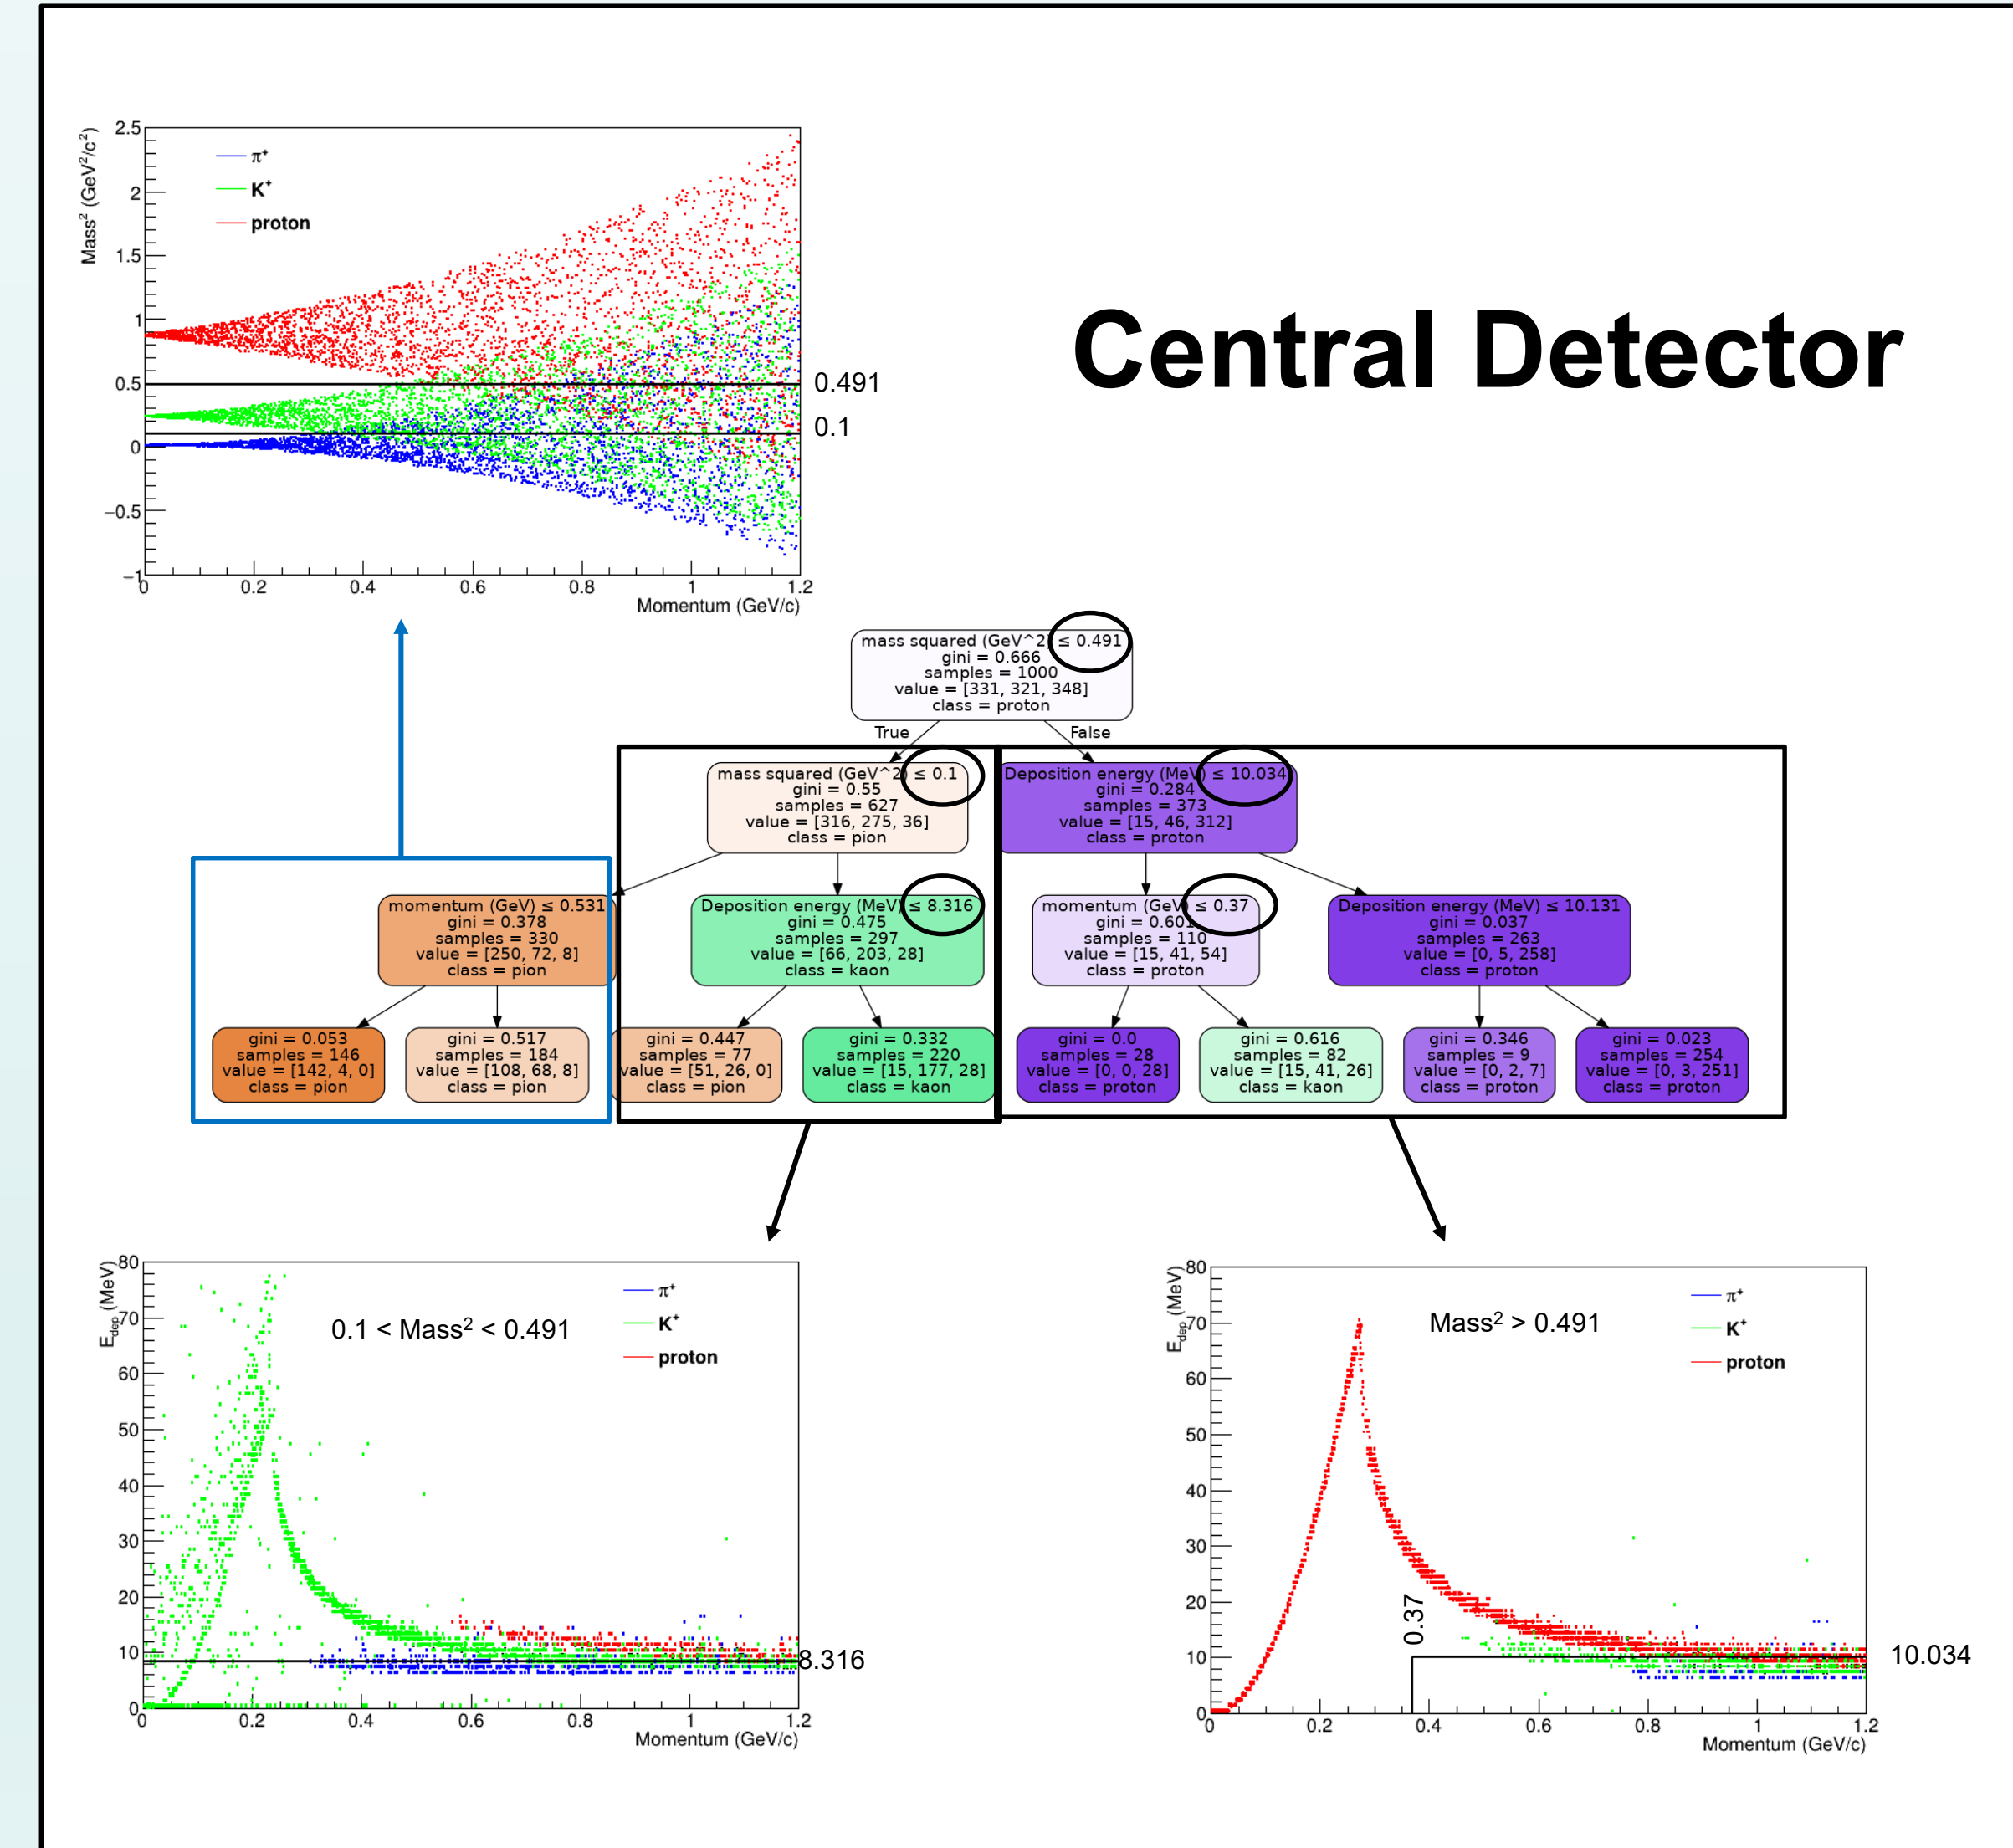 Central Detector
Mass² (GeV²/c²)
2.5
2
1.5
1
0.5
0
−0.5
−1
π⁺
K⁺
proton
0.491
0.1
0
0.2
0.4
0.6
0.8
1
1.2
Momentum (GeV/c)
mass squared (GeV^2) ≤ 0.491
gini = 0.666
samples = 1000
value = [331, 321, 348]
class = proton
True
False
mass squared (GeV^2) ≤ 0.1
gini = 0.55
samples = 627
value = [316, 275, 36]
class = pion
Deposition energy (MeV) ≤ 10.034
gini = 0.284
samples = 373
value = [15, 46, 312]
class = proton
momentum (GeV) ≤ 0.531
gini = 0.378
samples = 330
value = [250, 72, 8]
class = pion
Deposition energy (MeV) ≤ 8.316
gini = 0.475
samples = 297
value = [66, 203, 28]
class = kaon
momentum (GeV) ≤ 0.37
gini = 0.601
samples = 110
value = [15, 41, 54]
class = proton
Deposition energy (MeV) ≤ 10.131
gini = 0.037
samples = 263
value = [0, 5, 258]
class = proton
gini = 0.053
samples = 146
value = [142, 4, 0]
class = pion
gini = 0.517
samples = 184
value = [108, 68, 8]
class = pion
gini = 0.447
samples = 77
value = [51, 26, 0]
class = pion
gini = 0.332
samples = 220
value = [15, 177, 28]
class = kaon
gini = 0.0
samples = 28
value = [0, 0, 28]
class = proton
gini = 0.616
samples = 82
value = [15, 41, 26]
class = kaon
gini = 0.346
samples = 9
value = [0, 2, 7]
class = proton
gini = 0.023
samples = 254
value = [0, 3, 251]
class = proton
E_dep (MeV)
80
70
60
50
40
30
20
10
0
0.1 < Mass² < 0.491
π⁺
K⁺
proton
8.316
0
0.2
0.4
0.6
0.8
1
1.2
Momentum (GeV/c)
E_dep (MeV)
80
70
60
50
40
30
20
10
0
Mass² > 0.491
π⁺
K⁺
proton
0.37
10.034
0
0.2
0.4
0.6
0.8
1
1.2
Momentum (GeV/c)